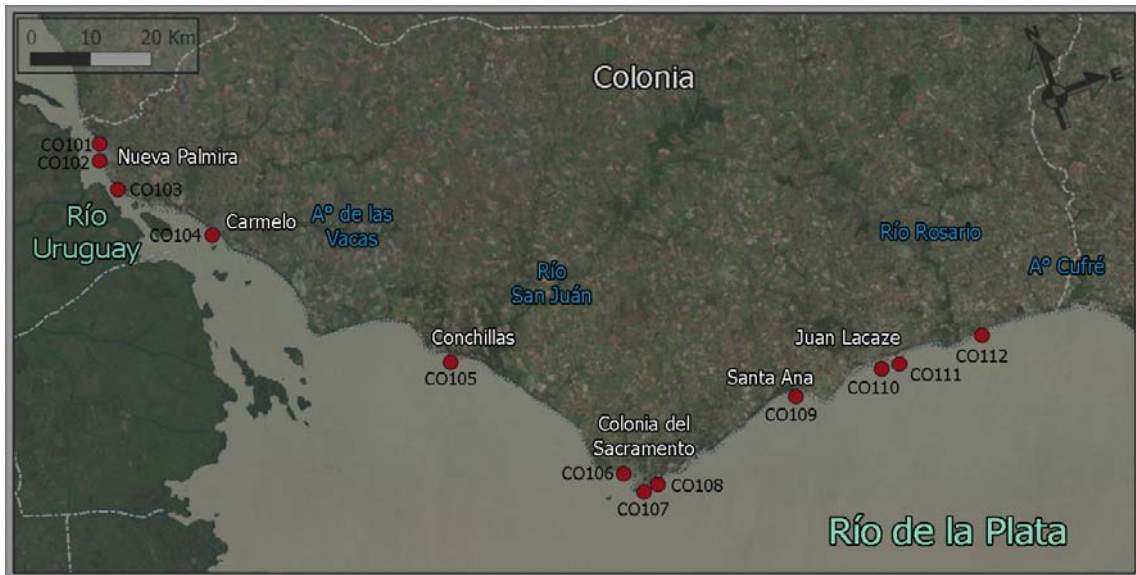 0 10 20 Km
N
E
Colonia
CO101
CO102
Nueva Palmira
CO103
Río
Uruguay
CO104
Carmelo
A° de las
Vacas
Río
San Juán
Río Rosario
A° Cufré
Conchillas
CO105
Juan Lacaze
CO112
CO110
CO111
Santa Ana
CO109
Colonia del
Sacramento
CO106
CO108
CO107
Río de la Plata